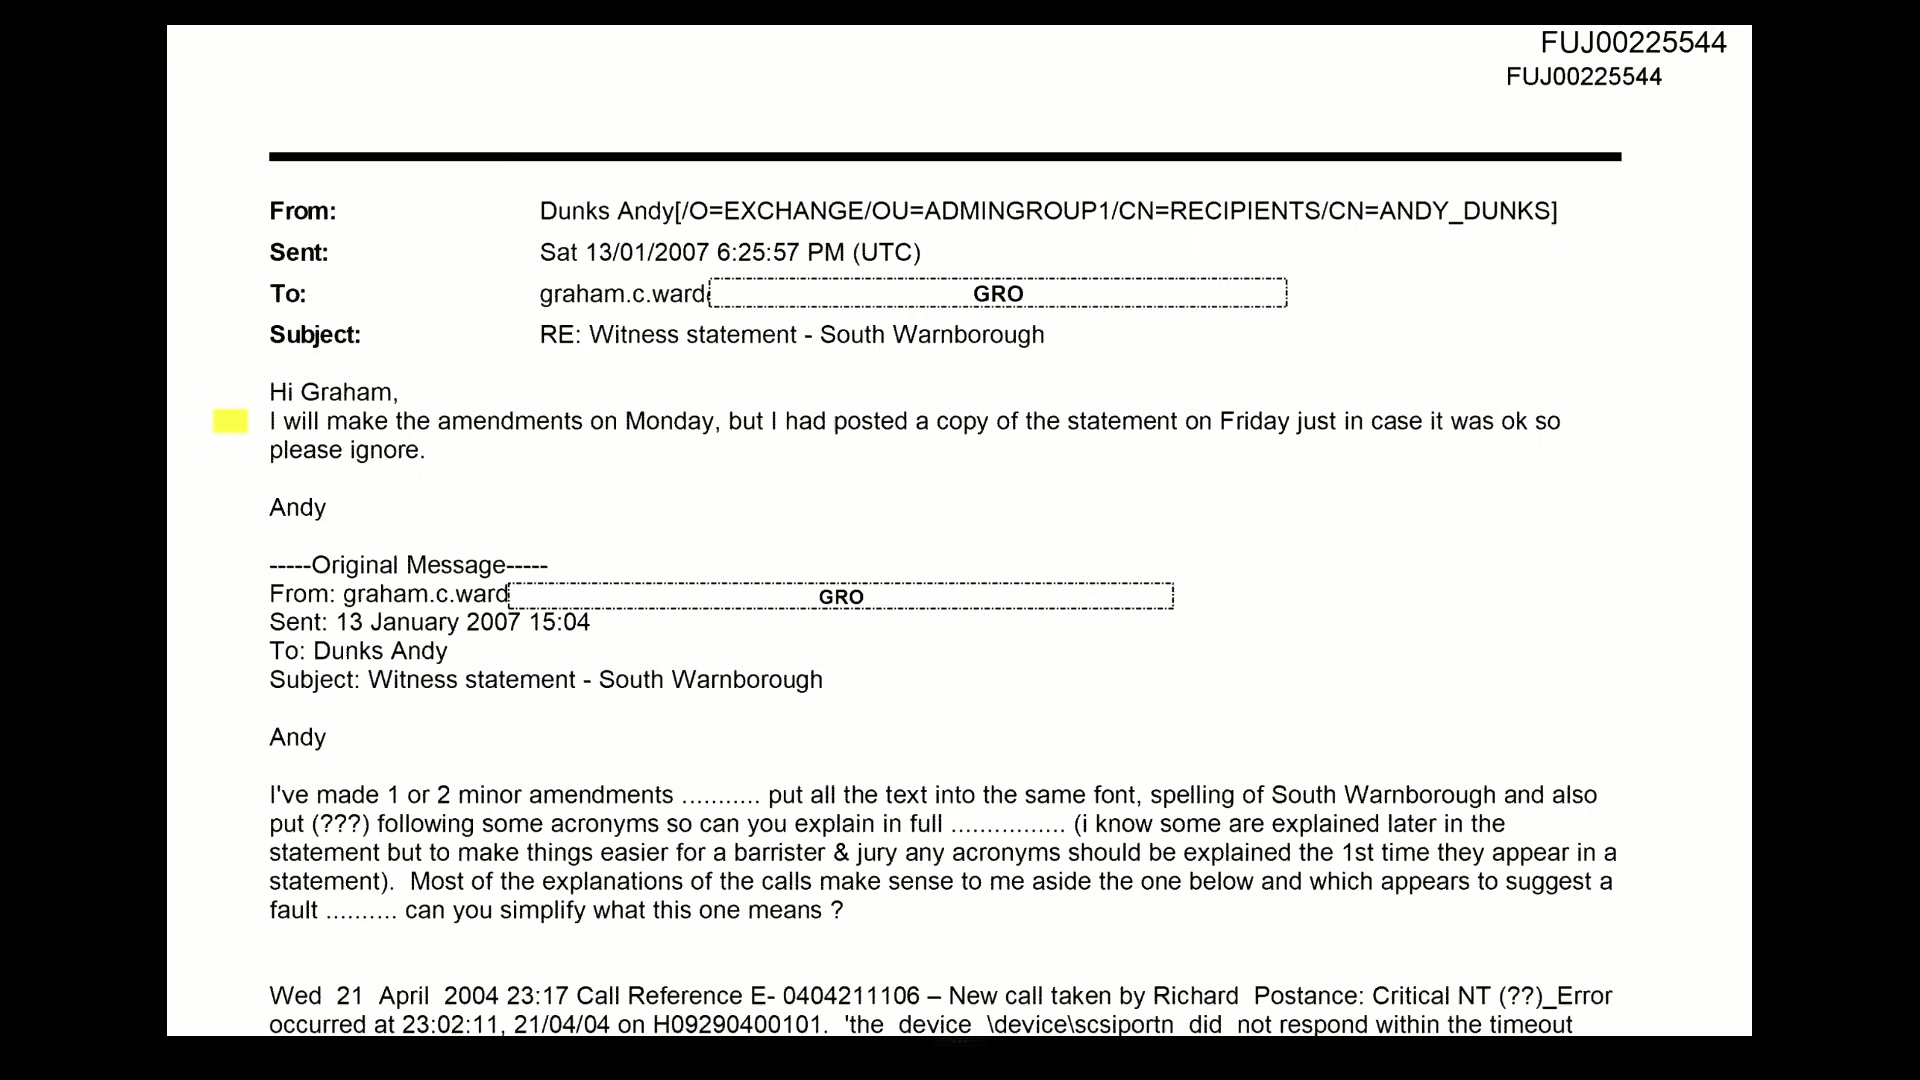 FUJ00225544
FUJ00225544
From: Dunks Andy[/O=EXCHANGE/OU=ADMINGROUP1/CN=RECIPIENTS/CN=ANDY_DUNKS]
Sent: Sat 13/01/2007 6:25:57 PM (UTC)
To: graham.c.ward GRO
Subject: RE: Witness statement - South Warnborough
Hi Graham,
I will make the amendments on Monday, but I had posted a copy of the statement on Friday just in case it was ok so
please ignore.
Andy
-----Original Message-----
From: graham.c.ward GRO
Sent: 13 January 2007 15:04
To: Dunks Andy
Subject: Witness statement - South Warnborough
Andy
I've made 1 or 2 minor amendments ........... put all the text into the same font, spelling of South Warnborough and also
put (???) following some acronyms so can you explain in full ................ (i know some are explained later in the
statement but to make things easier for a barrister & jury any acronyms should be explained the 1st time they appear in a
statement).  Most of the explanations of the calls make sense to me aside the one below and which appears to suggest a
fault .......... can you simplify what this one means ?
Wed 21 April 2004 23:17 Call Reference E- 0404211106 – New call taken by Richard Postance: Critical NT (??)_Error
occurred at 23:02:11, 21/04/04 on H09290400101. 'the device \device\scsiportn did not respond within the timeout